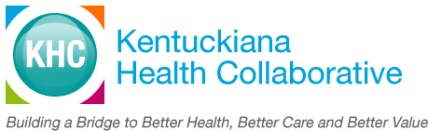 KHC
Kentuckiana
Health Collaborative
Building a Bridge to Better Health, Better Care and Better Value